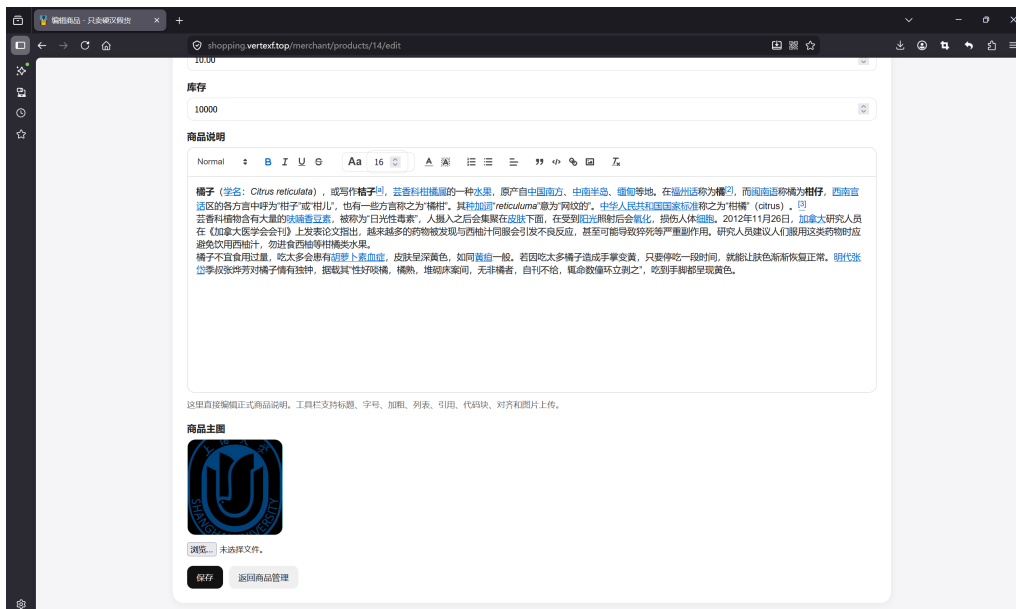 编辑商品 - 只卖硬汉假货
shopping.vertexf.top/merchant/products/14/edit
10.00
库存
10000
商品说明
Normal B I U S Aa 16
橘子（学名：Citrus reticulata），或写作桔子[a]，芸香科柑橘属的一种水果，原产自中国南方、中南半岛、缅甸等地。在福州话称为橘[2]，而闽南语称橘为柑仔，西南官
话区的各方言中呼为“柑子”或“柑儿”，也有一些方言称之为“橘柑”。其种加词“reticuluma”意为“网纹的”。中华人民共和国国家标准称之为“柑橘”（citrus）。[3]
芸香科植物含有大量的呋喃香豆素，被称为“日光性毒素”，人摄入之后会集聚在皮肤下面，在受到阳光照射后会氧化，损伤人体细胞。2012年11月26日，加拿大研究人员
在《加拿大医学会会刊》上发表论文指出，越来越多的药物被发现与西柚汁同服会引发不良反应，甚至可能导致猝死等严重副作用。研究人员建议人们服用这类药物时应
避免饮用西柚汁，勿进食西柚等柑橘类水果。
橘子不宜食用过量，吃太多会患有胡萝卜素血症，皮肤呈深黄色，如同黄疸一般。若因吃太多橘子造成手掌变黄，只要停吃一段时间，就能让肤色渐渐恢复正常。明代张
岱季叔张烨芳对橘子情有独钟，据载其“性好啖橘，橘熟，堆砌床案间，无非橘者，自刊不给，辄命数僮环立剥之”，吃到手脚都呈现黄色。
这里直接编辑正式商品说明。工具栏支持标题、字号、加粗、列表、引用、代码块、对齐和图片上传。
商品主图
浏览... 未选择文件。
保存 返回商品管理